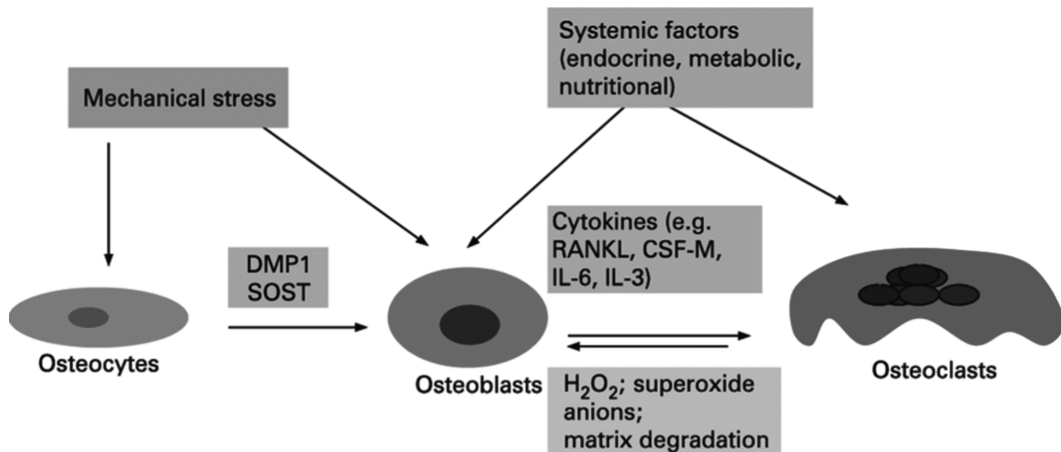 Systemic factors
(endocrine, metabolic,
nutritional)
Mechanical stress
Cytokines (e.g.
RANKL, CSF-M,
IL-6, IL-3)
DMP1
SOST
Osteocytes
Osteoblasts
Osteoclasts
H₂O₂; superoxide
anions;
matrix degradation